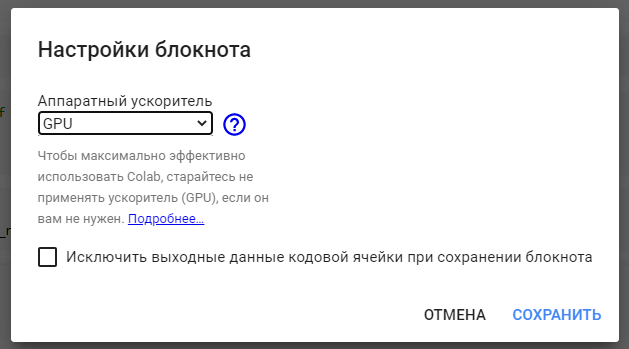 Настройки блокнота
Аппаратный ускоритель
GPU
Чтобы максимально эффективно
использовать Colab, старайтесь не
применять ускоритель (GPU), если он
вам не нужен. Подробнее…
Исключить выходные данные кодовой ячейки при сохранении блокнота
ОТМЕНА СОХРАНИТЬ